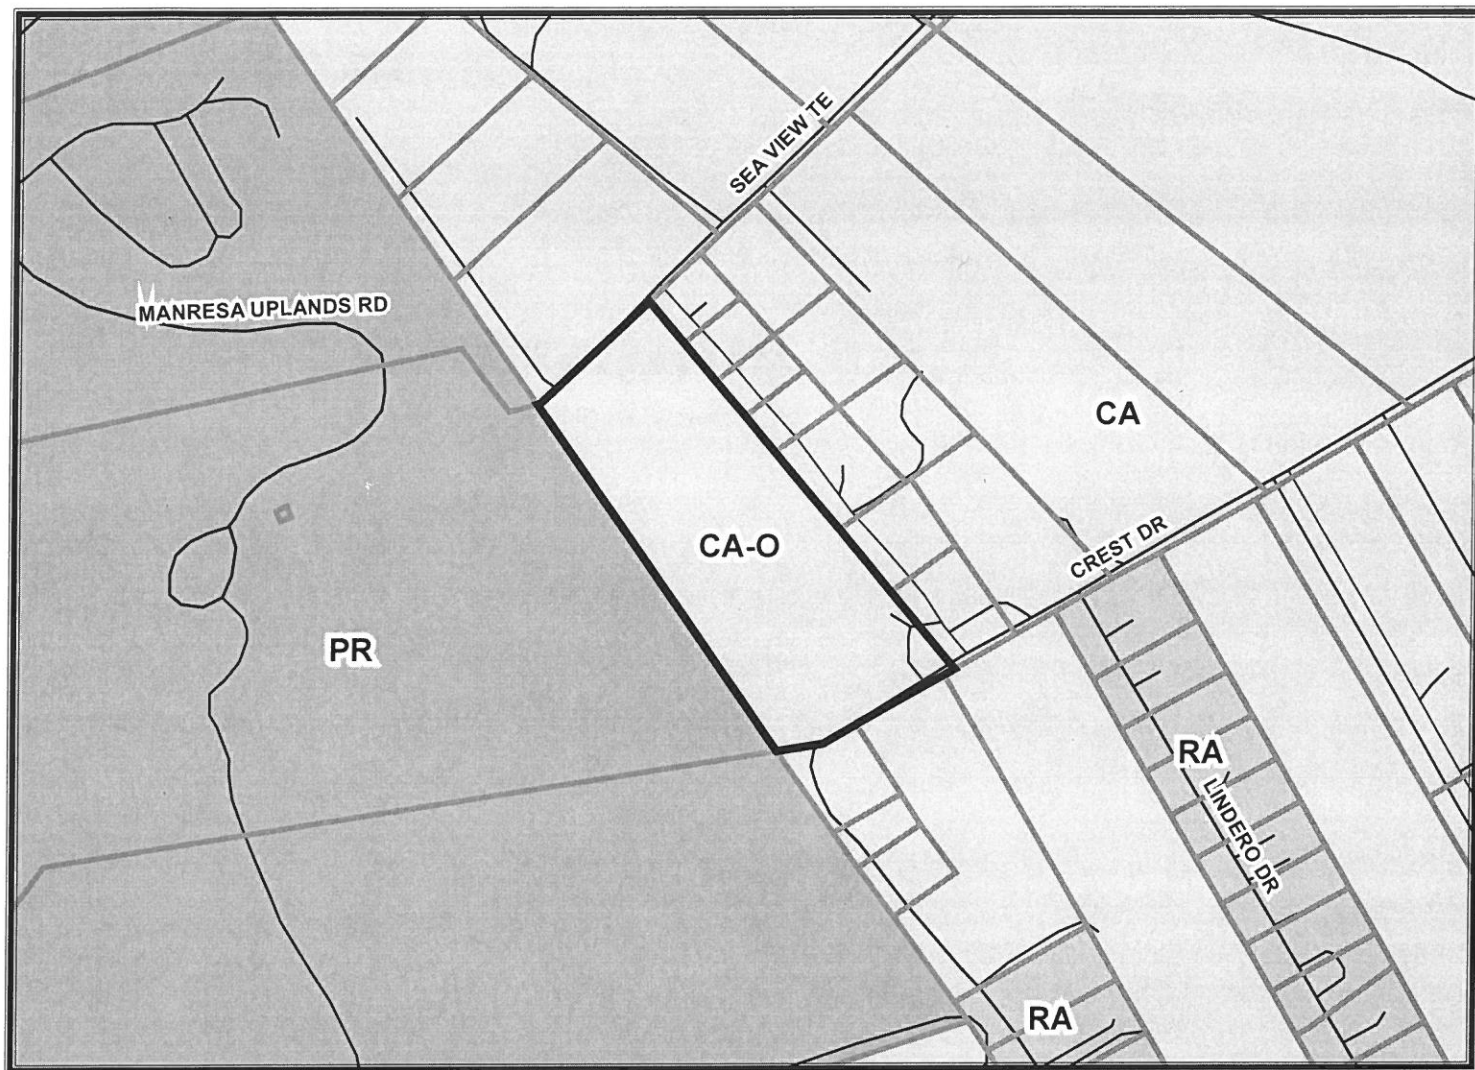 SEA VIEW TE
MANRESA UPLANDS RD
CA
CA-O
CREST DR
PR
RA
LINDERO DR
RA